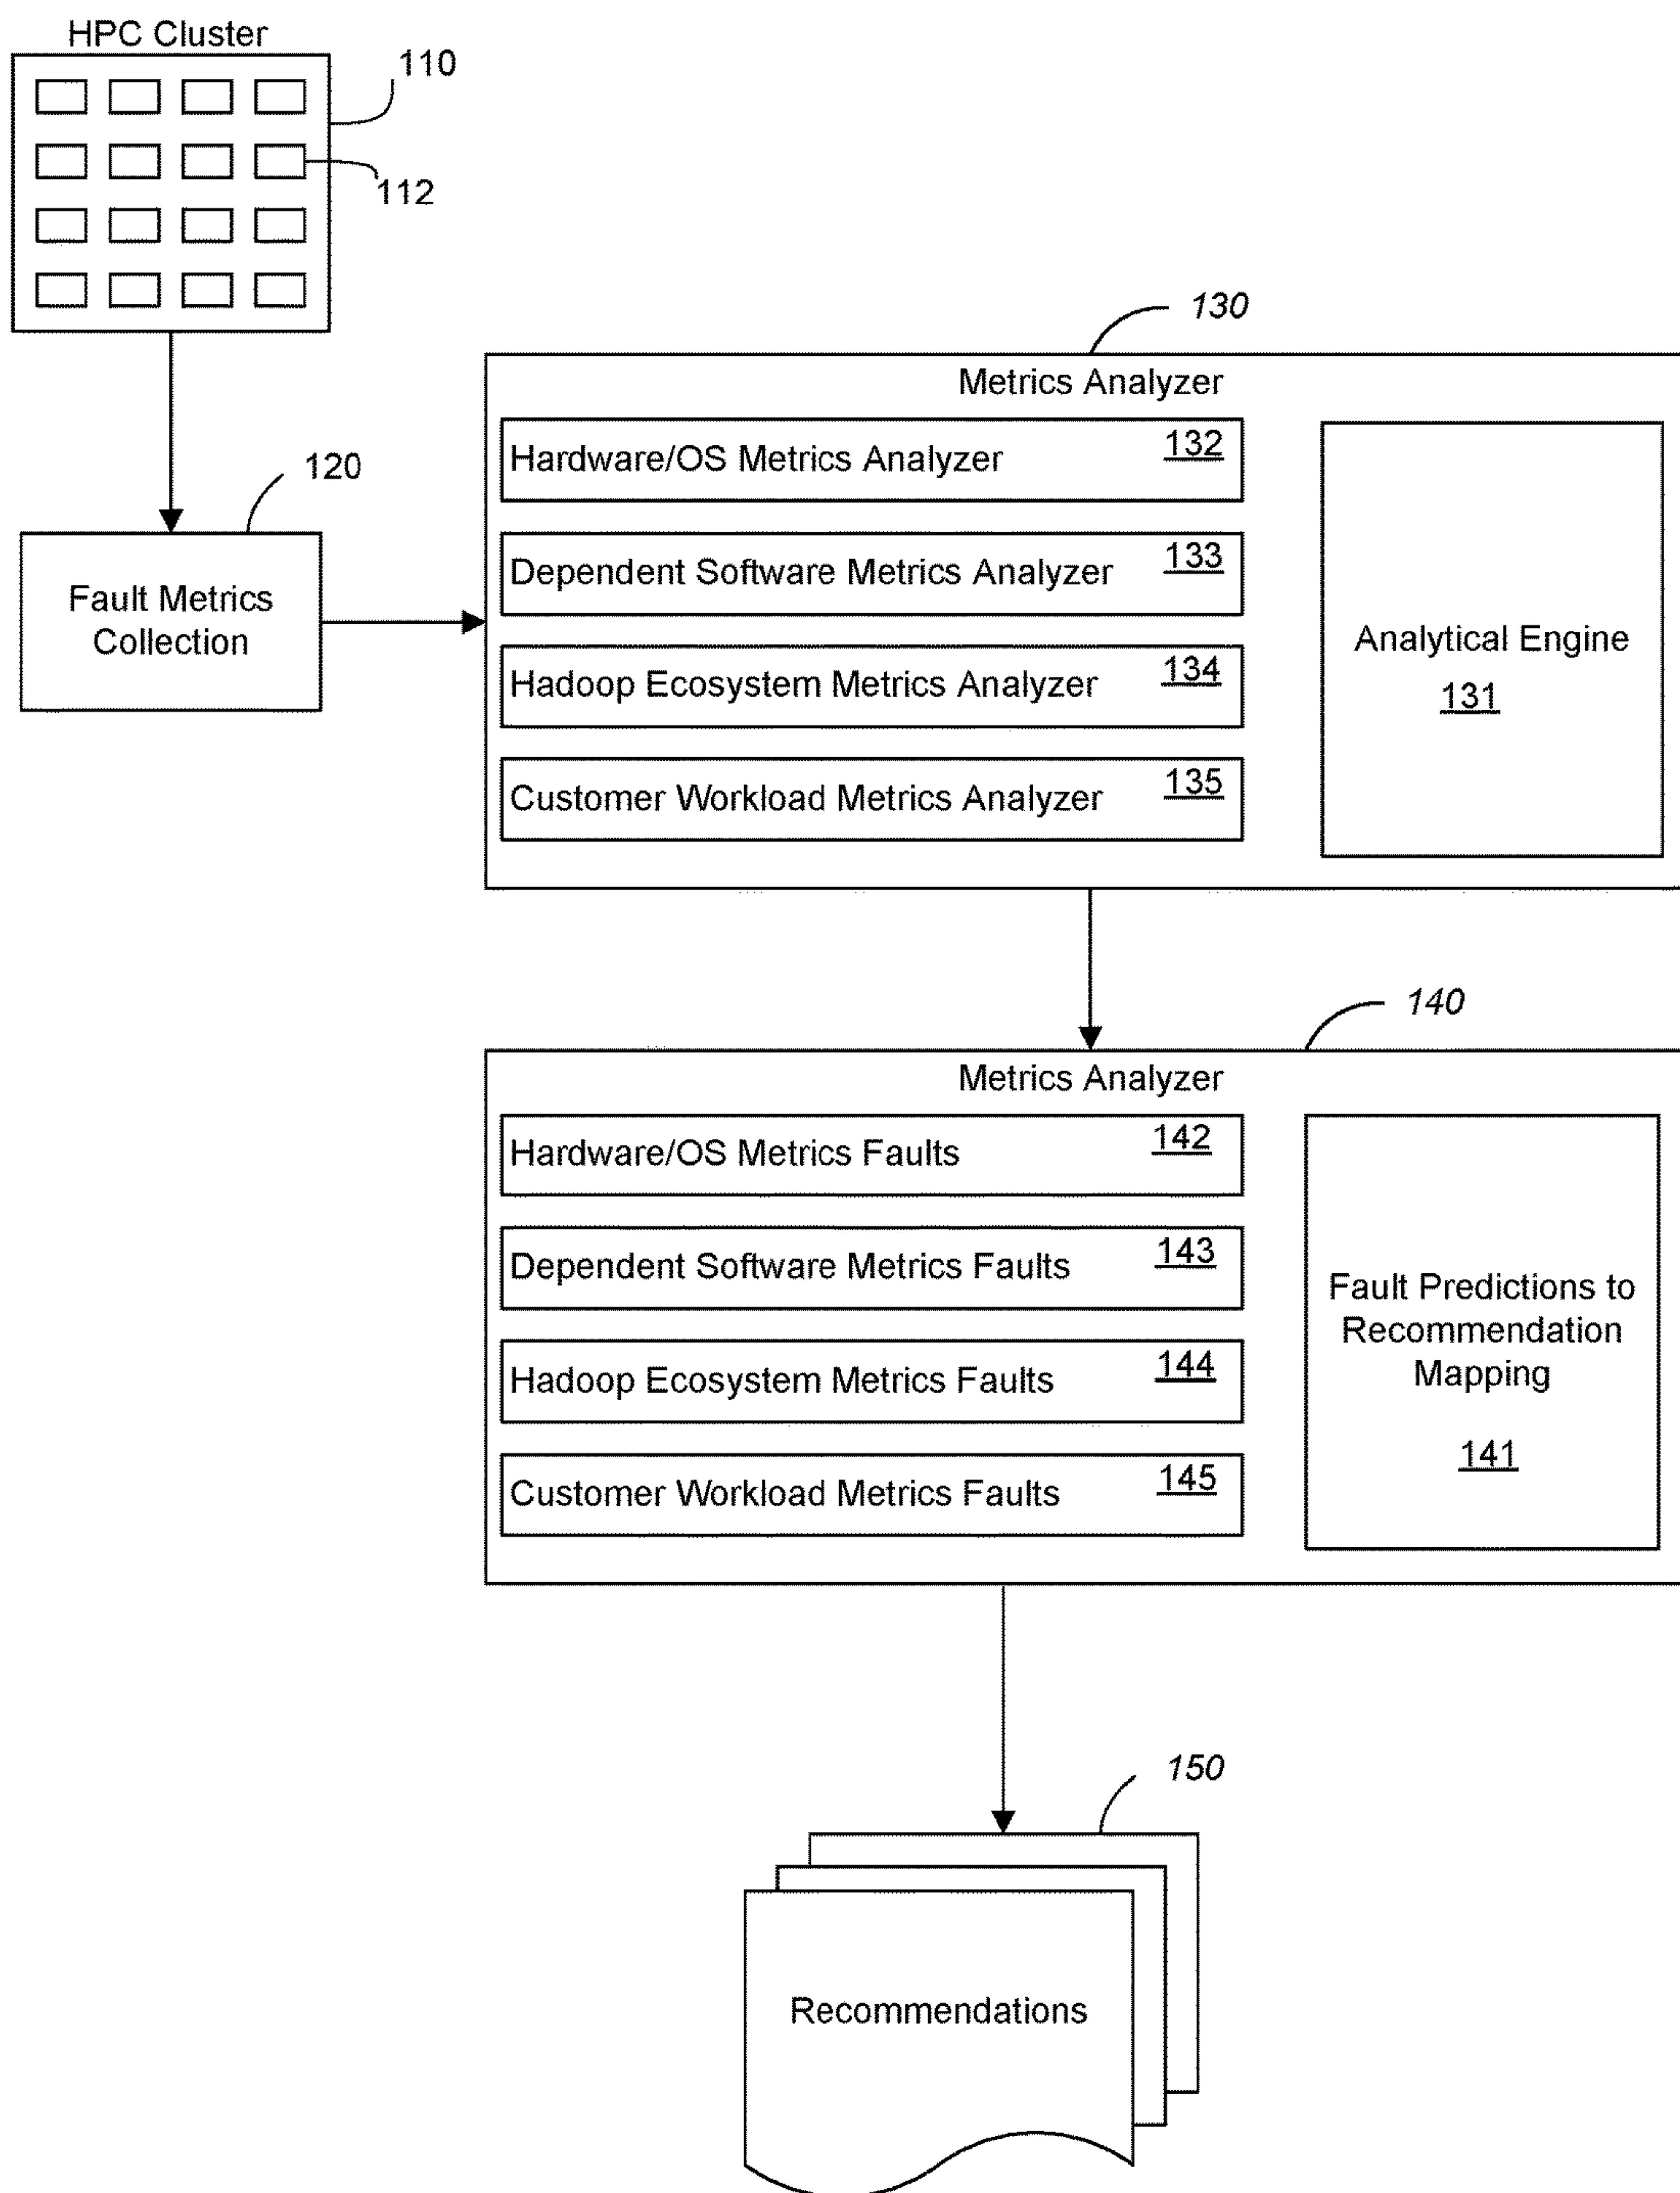 HPC Cluster
110
112
120
Fault Metrics
Collection
130
Metrics Analyzer
Hardware/OS Metrics Analyzer 132
Dependent Software Metrics Analyzer 133
Hadoop Ecosystem Metrics Analyzer 134
Customer Workload Metrics Analyzer 135
Analytical Engine
131
140
Metrics Analyzer
Hardware/OS Metrics Faults 142
Dependent Software Metrics Faults 143
Hadoop Ecosystem Metrics Faults 144
Customer Workload Metrics Faults 145
Fault Predictions to
Recommendation
Mapping
141
150
Recommendations